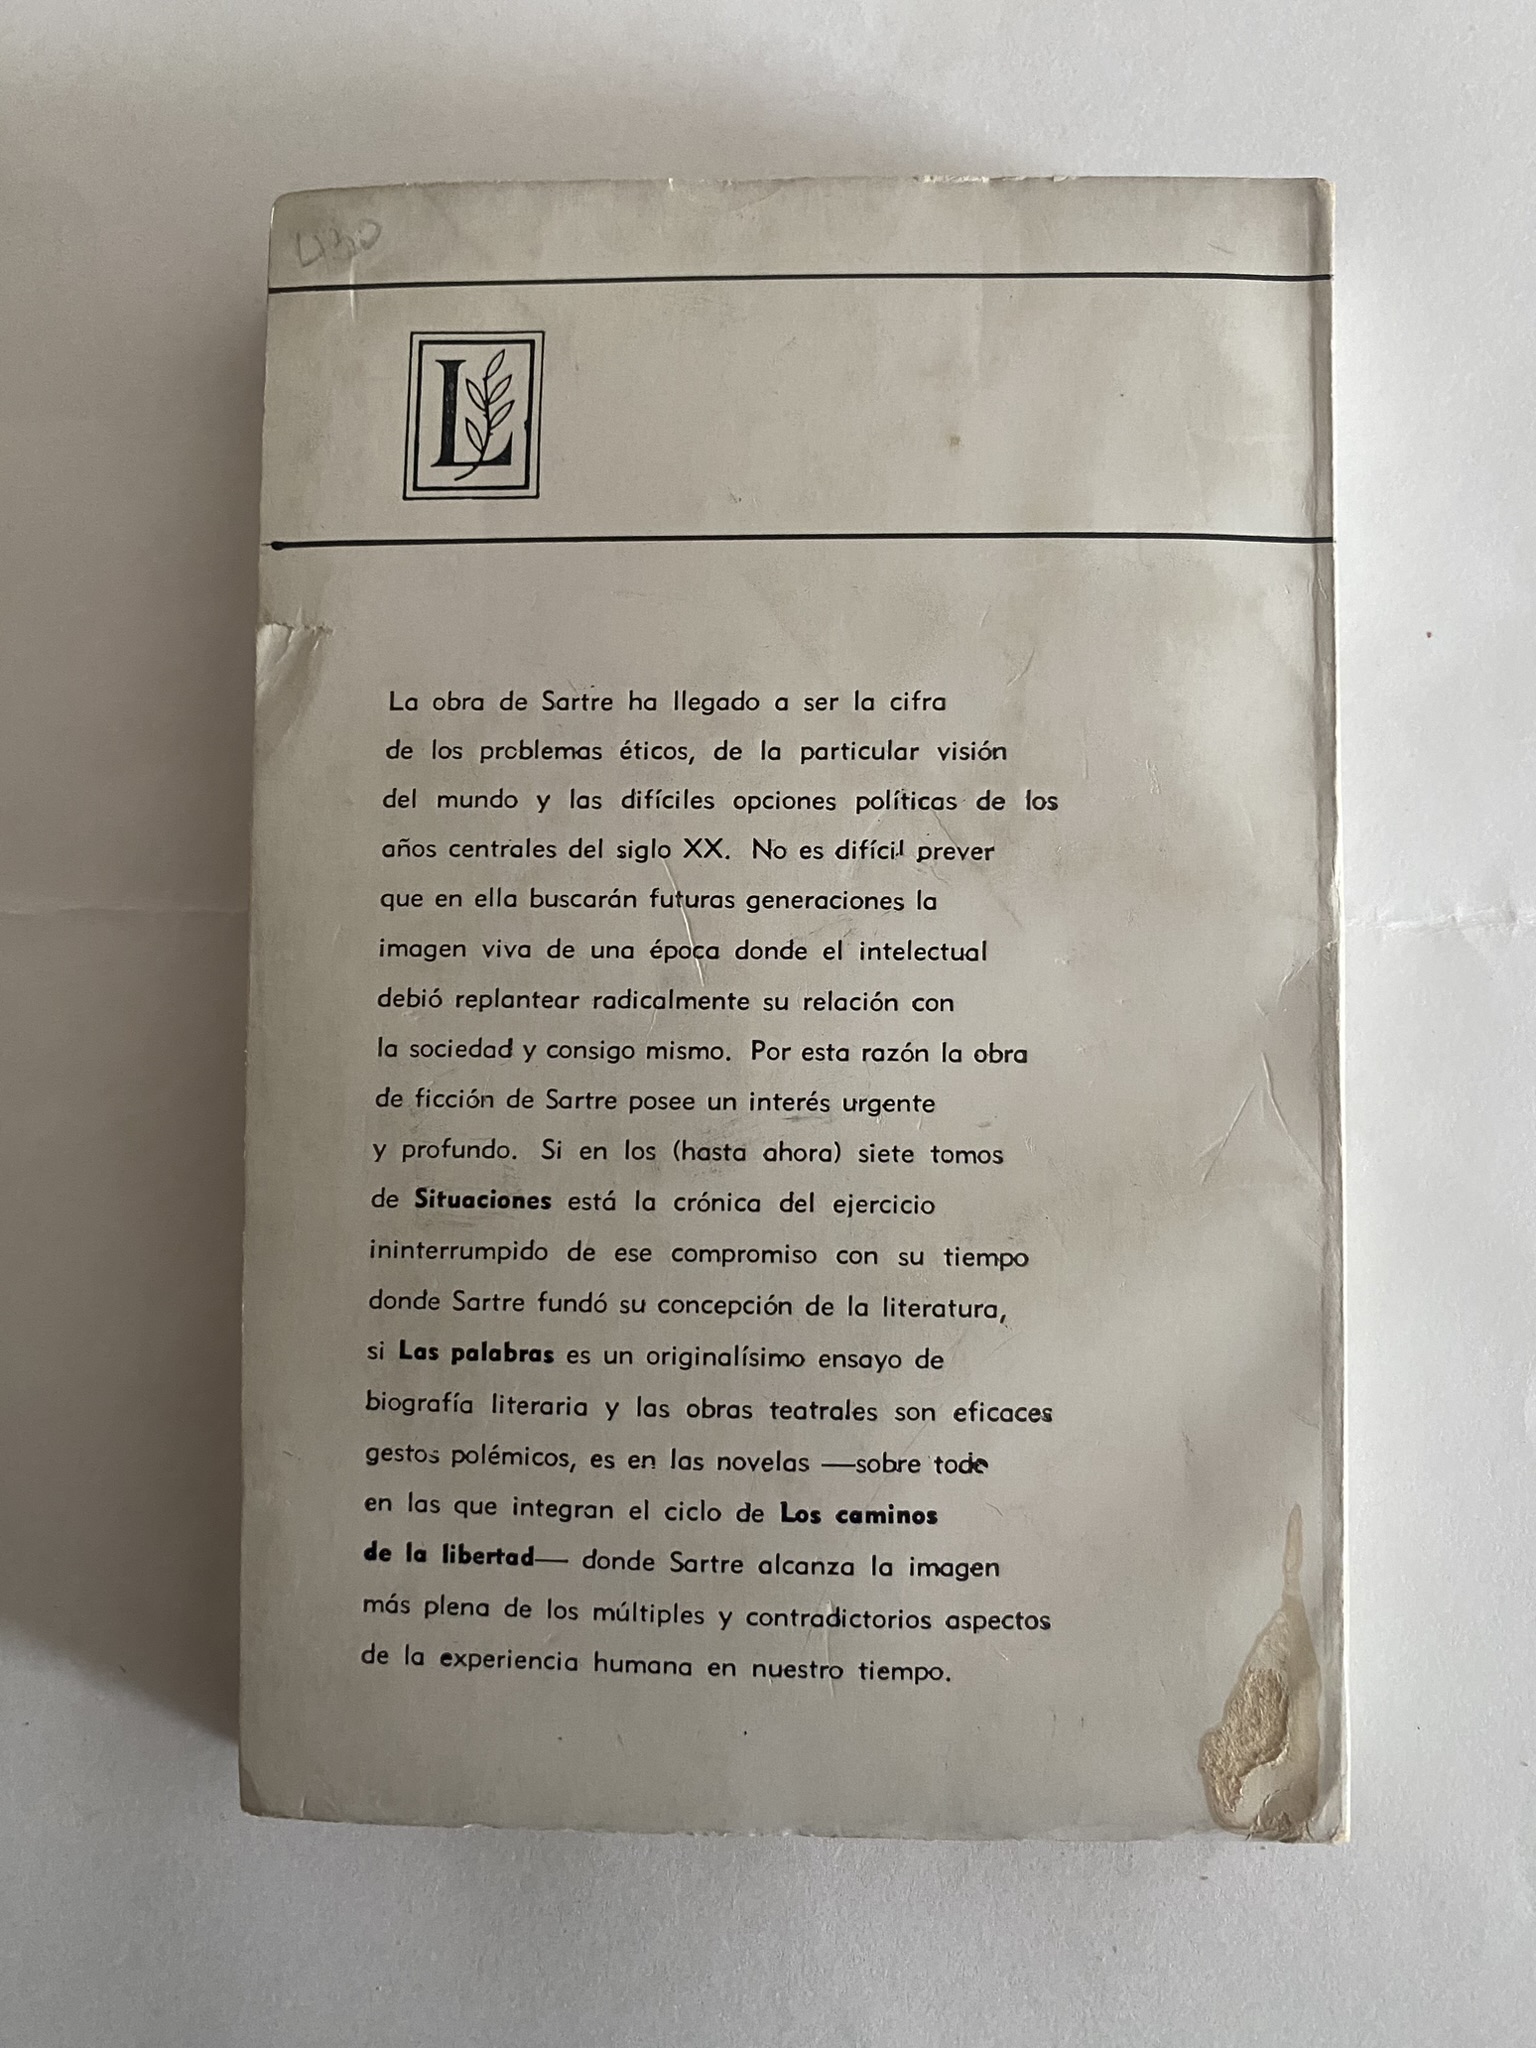 L
La obra de Sartre ha llegado a ser la cifra
de los problemas éticos, de la particular visión
del mundo y las difíciles opciones políticas de los
años centrales del siglo XX. No es difícil prever
que en ella buscarán futuras generaciones la
imagen viva de una época donde el intelectual
debió replantear radicalmente su relación con
la sociedad y consigo mismo. Por esta razón la obra
de ficción de Sartre posee un interés urgente
y profundo. Si en los (hasta ahora) siete tomos
de Situaciones está la crónica del ejercicio
ininterrumpido de ese compromiso con su tiempo
donde Sartre fundó su concepción de la literatura,
si Las palabras es un originalísimo ensayo de
biografía literaria y las obras teatrales son eficaces
gestos polémicos, es en las novelas —sobre todo
en las que integran el ciclo de Los caminos
de la libertad— donde Sartre alcanza la imagen
más plena de los múltiples y contradictorios aspectos
de la experiencia humana en nuestro tiempo.